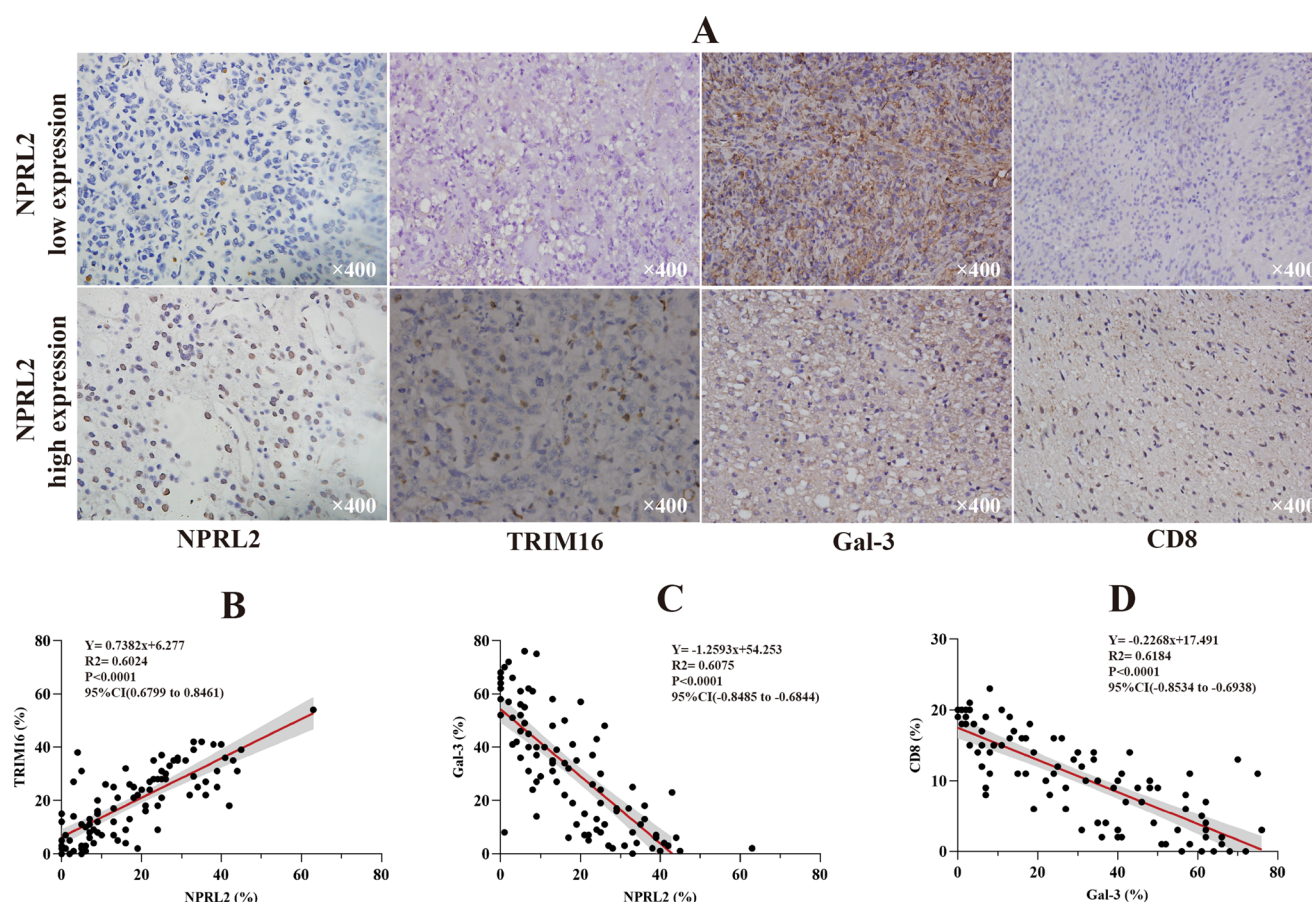 A
NPRL2
low expression
×400
×400
×400
×400
NPRL2
high expression
×400
×400
×400
×400
NPRL2
TRIM16
Gal-3
CD8
B
Y= 0.7382x+6.277
R2= 0.6024
P<0.0001
95%CI(0.6799 to 0.8461)
TRIM16 (%)
80
60
40
20
0
0
20
40
60
80
NPRL2 (%)
C
Y= -1.2593x+54.253
R2= 0.6075
P<0.0001
95%CI(-0.8485 to -0.6844)
Gal-3 (%)
80
60
40
20
0
0
20
40
60
80
NPRL2 (%)
D
Y= -0.2268x+17.491
R2= 0.6184
P<0.0001
95%CI(-0.8534 to -0.6938)
CD8 (%)
30
20
10
0
0
20
40
60
80
Gal-3 (%)